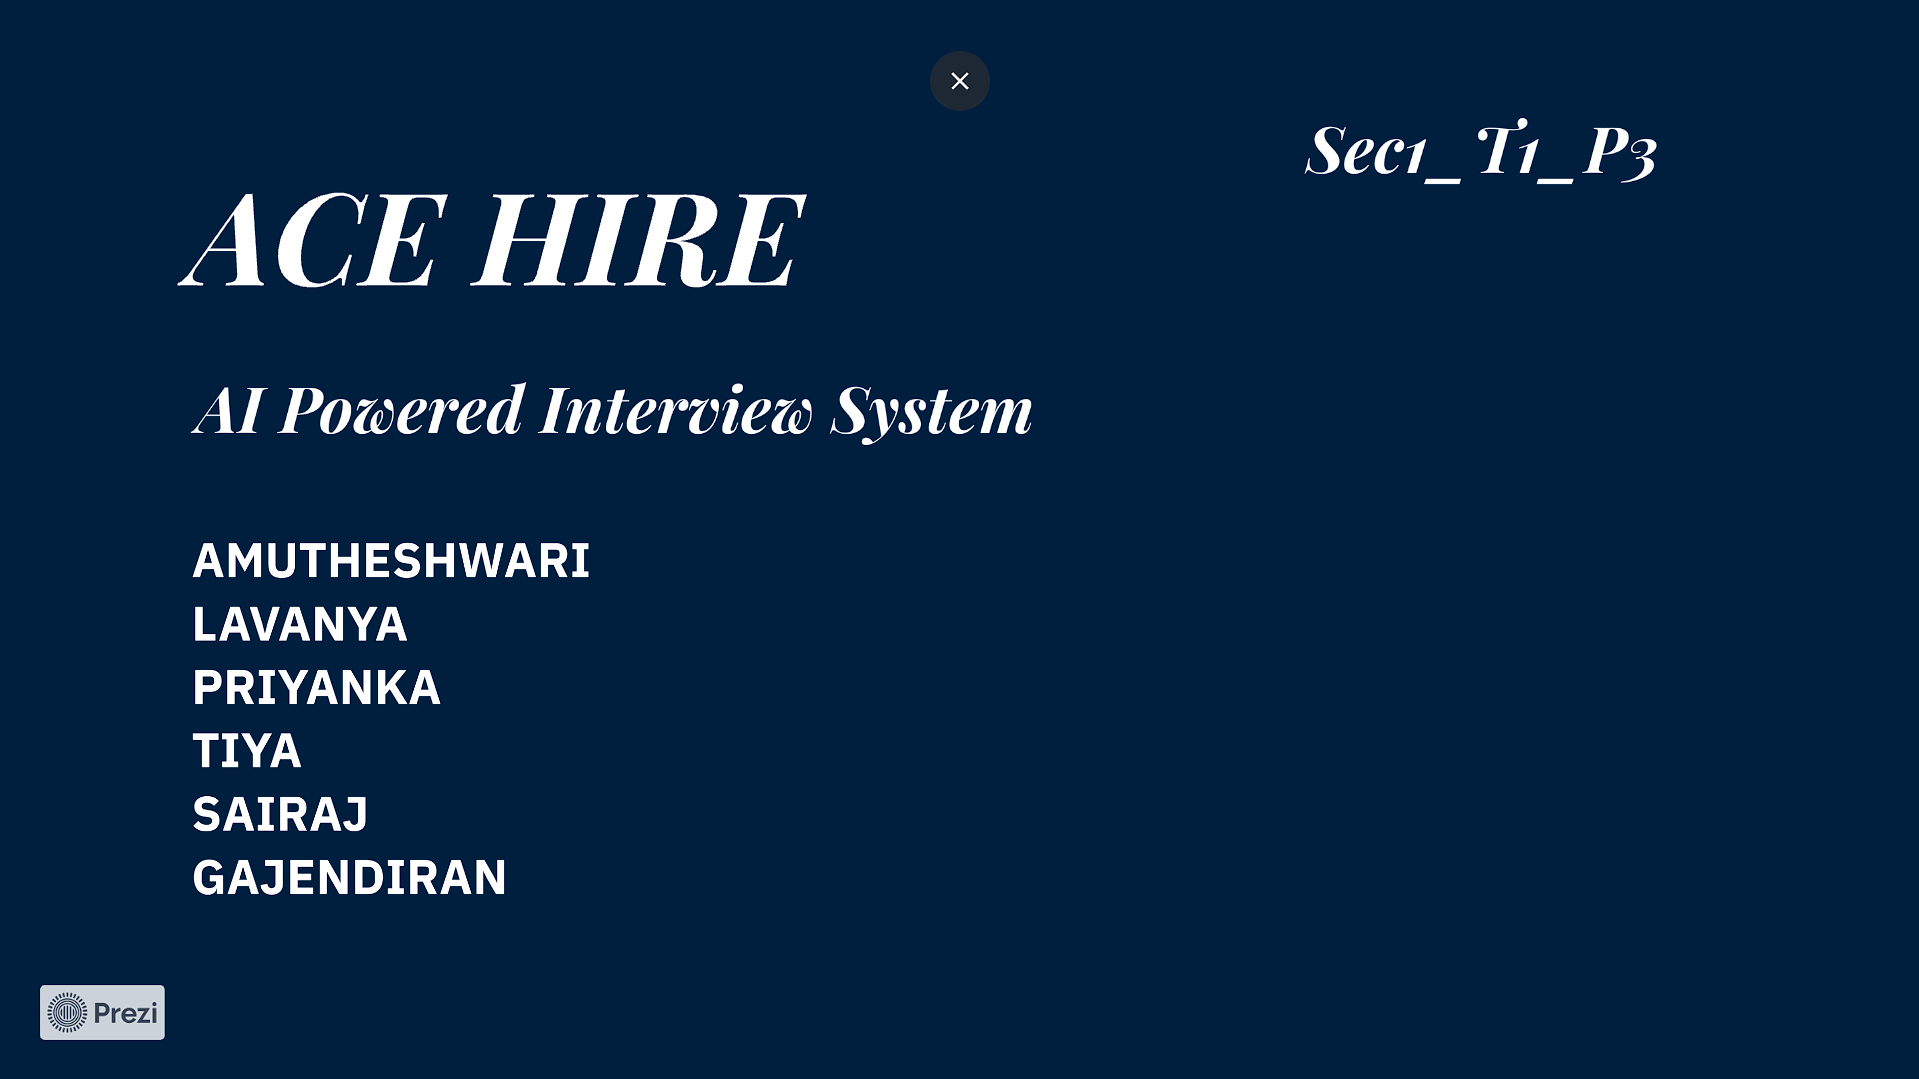 Sec1_T1_P3
ACE HIRE
AI Powered Interview System
AMUTHESHWARI
LAVANYA
PRIYANKA
TIYA
SAIRAJ
GAJENDIRAN
Prezi